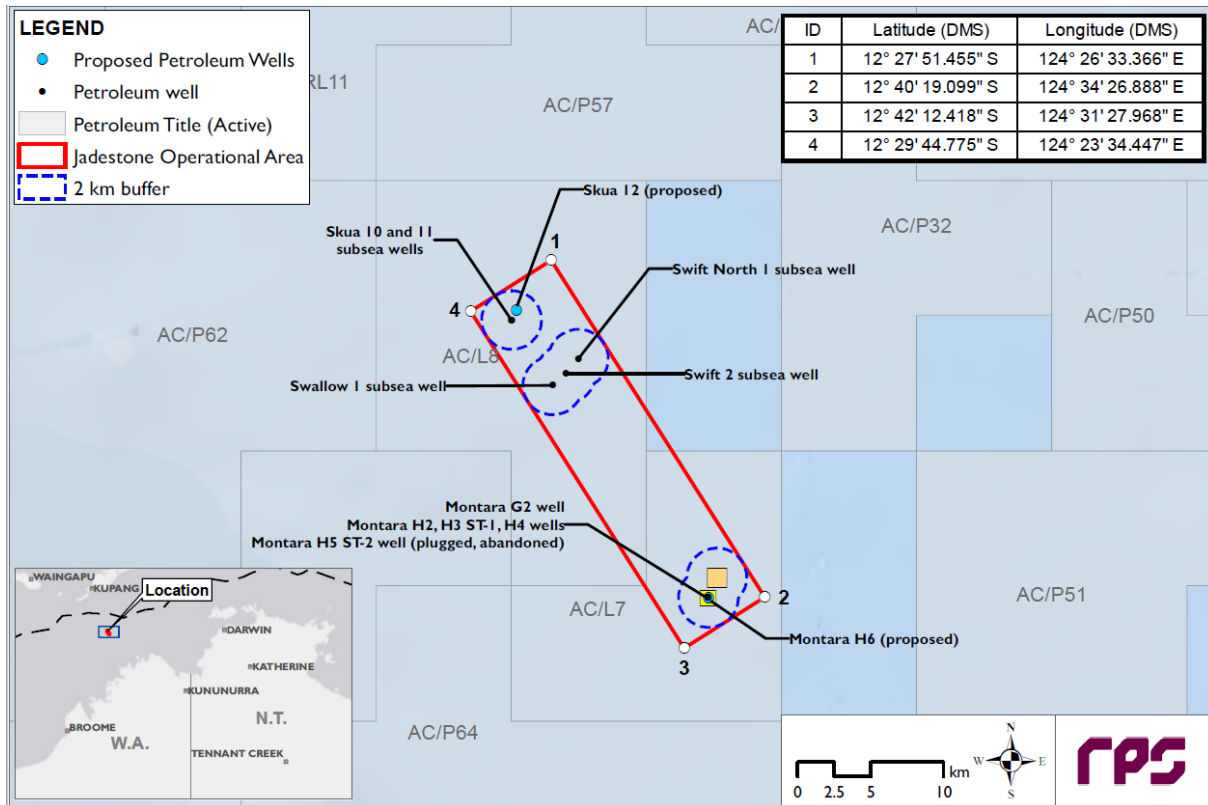 LEGEND
Proposed Petroleum Wells
Petroleum well
Petroleum Title (Active)
Jadestone Operational Area
2 km buffer
ID Latitude (DMS) Longitude (DMS)
1 12° 27' 51.455" S 124° 26' 33.366" E
2 12° 40' 19.099" S 124° 34' 26.888" E
3 12° 42' 12.418" S 124° 31' 27.968" E
4 12° 29' 44.775" S 124° 23' 34.447" E
AC/
RL11
AC/P57
Skua 12 (proposed)
Skua 10 and 11
subsea wells
1
AC/P32
Swift North 1 subsea well
4
AC/P62
AC/P50
AC/L8
Swift 2 subsea well
Swallow 1 subsea well
Montara G2 well
Montara H2, H3 ST-1, H4 wells
Montara H5 ST-2 well (plugged, abandoned)
2
AC/P51
AC/L7
Montara H6 (proposed)
3
AC/P64
WAINGAPU
KUPANG
Location
DARWIN
KATHERINE
KUNUNURRA
N.T.
BROOME
W.A.
TENNANT CREEK
km
0 2.5 5 10
N
W E
S
rps